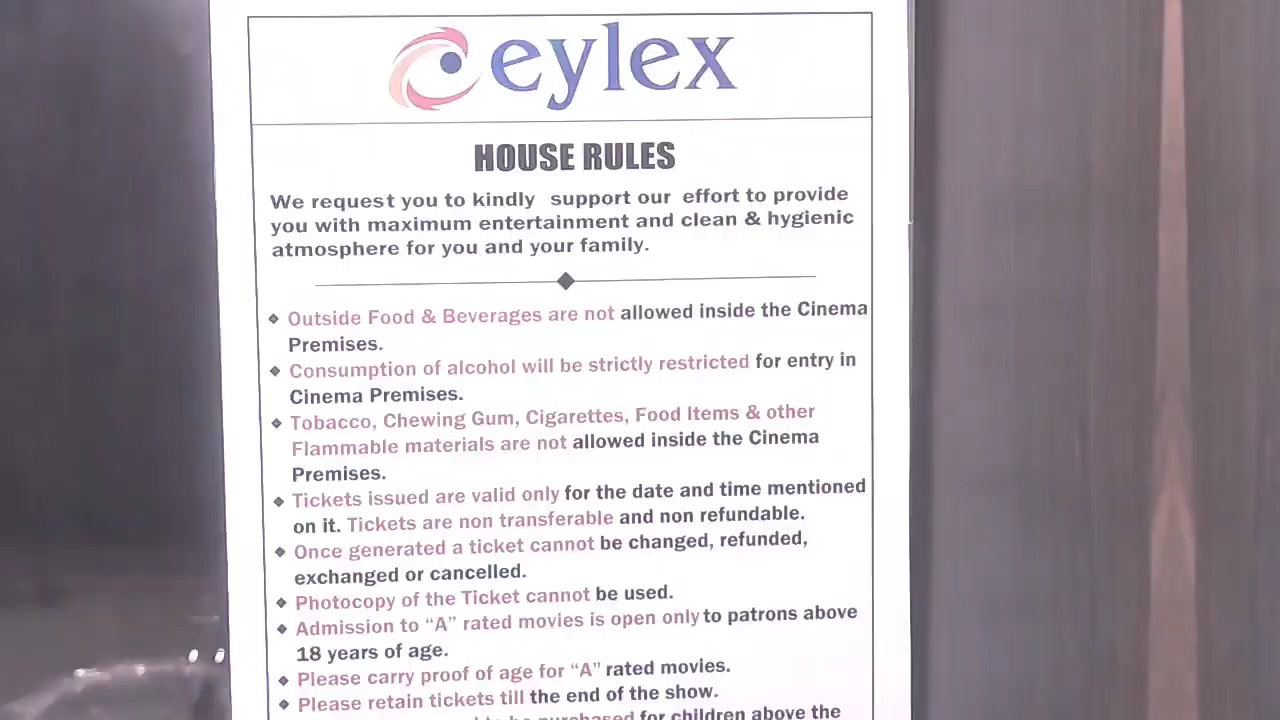 eylex
HOUSE RULES
We request you to kindly support our effort to provide
you with maximum entertainment and clean & hygienic
atmosphere for you and your family.
❖ Outside Food & Beverages are not allowed inside the Cinema
Premises.
❖ Consumption of alcohol will be strictly restricted for entry in
Cinema Premises.
❖ Tobacco, Chewing Gum, Cigarettes, Food Items & other
Flammable materials are not allowed inside the Cinema
Premises.
❖ Tickets issued are valid only for the date and time mentioned
on it. Tickets are non transferable and non refundable.
❖ Once generated a ticket cannot be changed, refunded,
exchanged or cancelled.
❖ Photocopy of the Ticket cannot be used.
❖ Admission to “A” rated movies is open only to patrons above
18 years of age.
❖ Please carry proof of age for “A” rated movies.
❖ Please retain tickets till the end of the show.
to be purchased for children above the